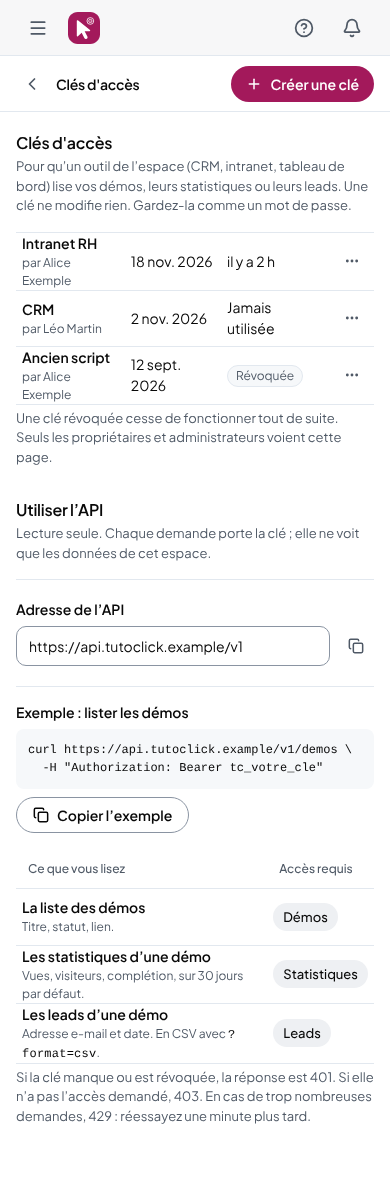 Clés d'accès
Créer une clé
Clés d'accès
Pour qu’un outil de l’espace (CRM, intranet, tableau de
bord) lise vos démos, leurs statistiques ou leurs leads. Une
clé ne modifie rien. Gardez-la comme un mot de passe.
Intranet RH
par Alice
Exemple
18 nov. 2026
il y a 2 h
CRM
par Léo Martin
2 nov. 2026
Jamais
utilisée
Ancien script
par Alice
Exemple
12 sept.
2026
Révoquée
Une clé révoquée cesse de fonctionner tout de suite.
Seuls les propriétaires et administrateurs voient cette
page.
Utiliser l’API
Lecture seule. Chaque demande porte la clé ; elle ne voit
que les données de cet espace.
Adresse de l’API
https://api.tutoclick.example/v1
Exemple : lister les démos
curl https://api.tutoclick.example/v1/demos \
-H "Authorization: Bearer tc_votre_cle"
Copier l’exemple
Ce que vous lisez
Accès requis
La liste des démos
Titre, statut, lien.
Démos
Les statistiques d’une démo
Vues, visiteurs, complétion, sur 30 jours
par défaut.
Statistiques
Les leads d’une démo
Adresse e-mail et date. En CSV avec ?
format=csv.
Leads
Si la clé manque ou est révoquée, la réponse est 401. Si elle
n’a pas l’accès demandé, 403. En cas de trop nombreuses
demandes, 429 : réessayez une minute plus tard.